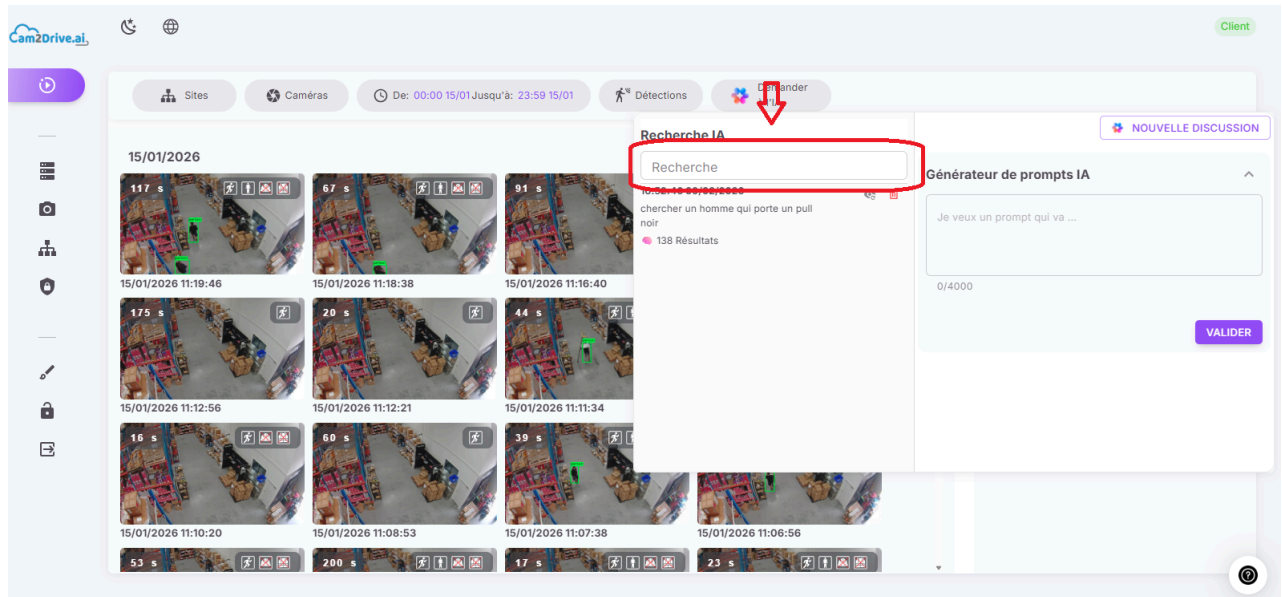 Cam2Drive.ai
Client
Sites
Caméras
De: 00:00 15/01 Jusqu'à: 23:59 15/01
Détections
Demander
Recherche IA
NOUVELLE DISCUSSION
Recherche
chercher un homme qui porte un pull
noir
138 Résultats
Générateur de prompts IA
Je veux un prompt qui va ...
0/4000
VALIDER
15/01/2026
117 s
67 s
91 s
15/01/2026 11:19:46
15/01/2026 11:18:38
15/01/2026 11:16:40
175 s
20 s
44 s
15/01/2026 11:12:56
15/01/2026 11:12:21
15/01/2026 11:11:34
16 s
60 s
39 s
15/01/2026 11:10:20
15/01/2026 11:08:53
15/01/2026 11:07:38
15/01/2026 11:06:56
53 s
200 s
17 s
23 s